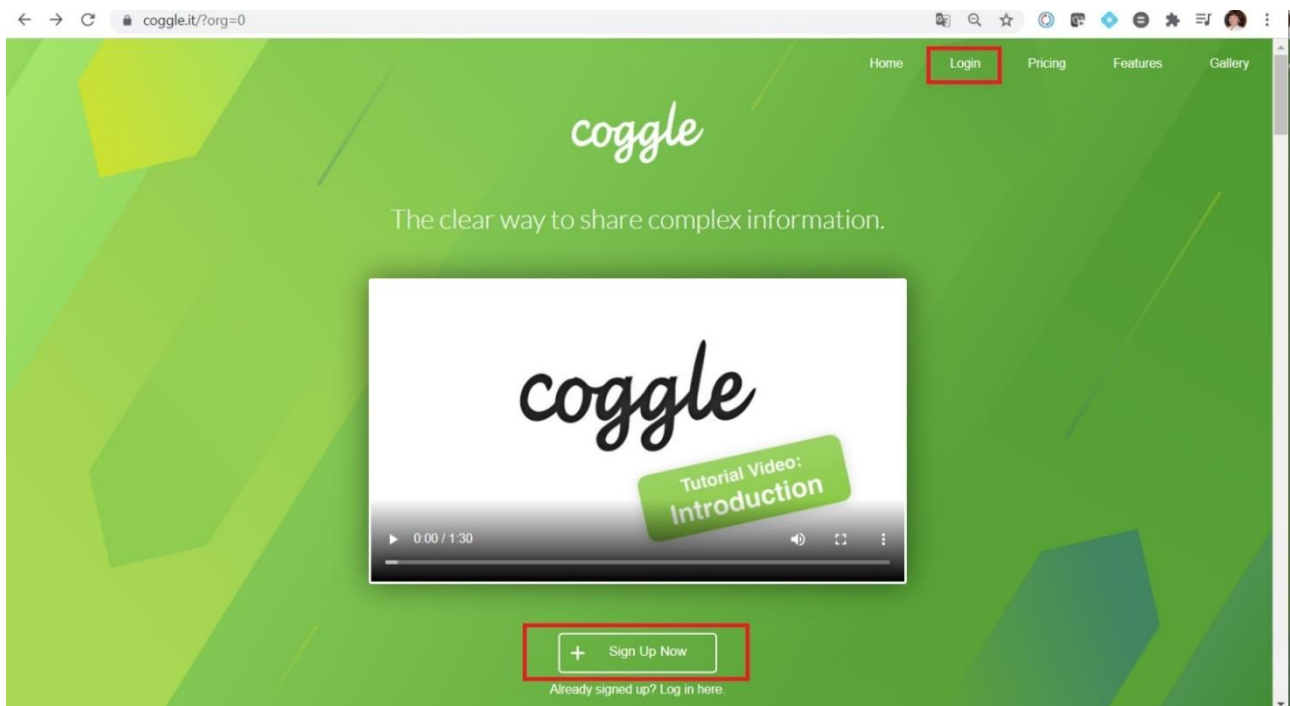 coggle.it/?org=0
Home Login Pricing Features Gallery
coggle
The clear way to share complex information.
coggle
Tutorial Video:
Introduction
0:00 / 1:30
+ Sign Up Now
Already signed up? Log in here.